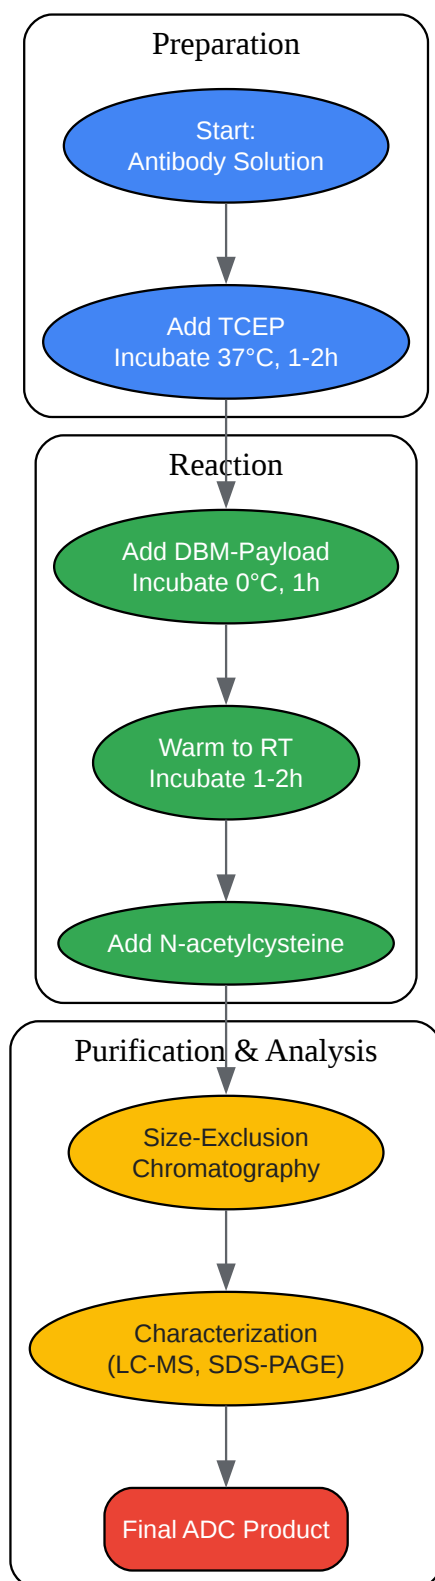 Preparation
Start:
Antibody Solution
Add TCEP
Incubate 37°C, 1-2h
Reaction
Add DBM-Payload
Incubate 0°C, 1h
Warm to RT
Incubate 1-2h
Add N-acetylcysteine
Purification & Analysis
Size-Exclusion
Chromatography
Characterization
(LC-MS, SDS-PAGE)
Final ADC Product